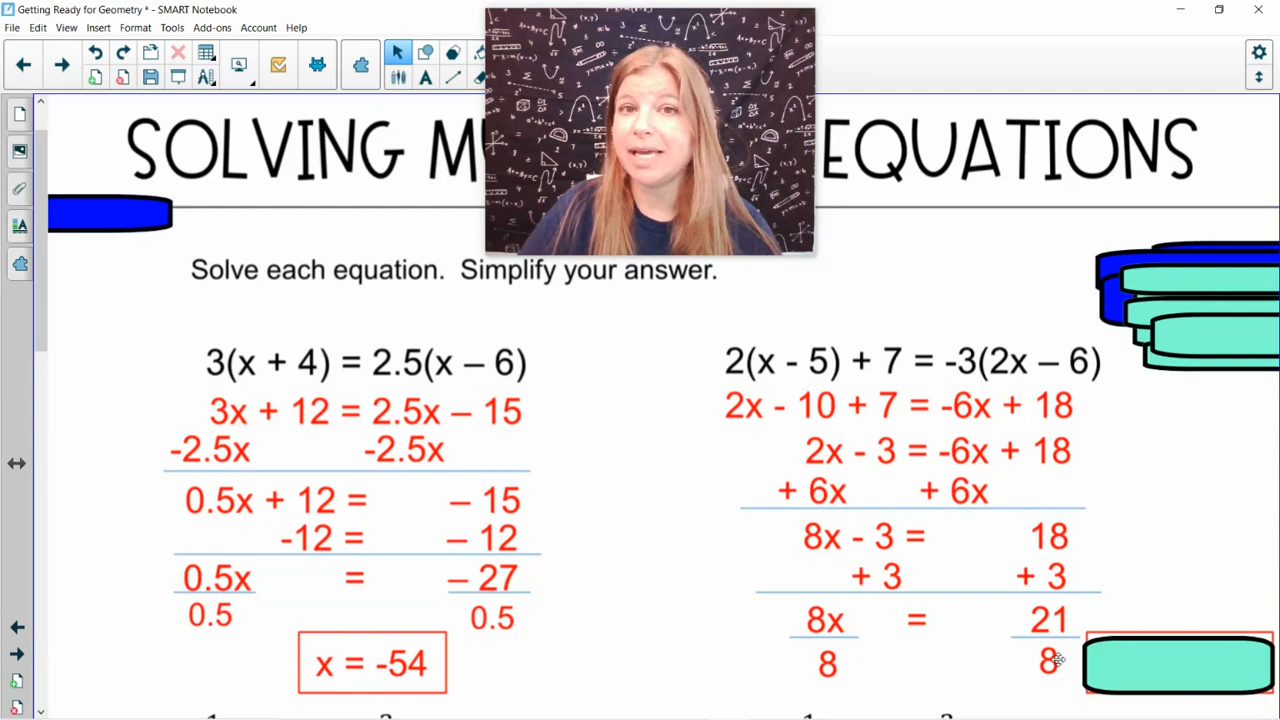 Getting Ready for Geometry * - SMART Notebook
File Edit View Insert Format Tools Add-ons Account Help
SOLVING M EQUATIONS
Solve each equation. Simplify your answer.
3(x + 4) = 2.5(x – 6)
3x + 12 = 2.5x – 15
-2.5x -2.5x
0.5x + 12 = – 15
-12 = – 12
0.5x = – 27
0.5 0.5
x = -54
2(x - 5) + 7 = -3(2x – 6)
2x - 10 + 7 = -6x + 18
2x - 3 = -6x + 18
+ 6x + 6x
8x - 3 = 18
+ 3 + 3
8x = 21
8 8